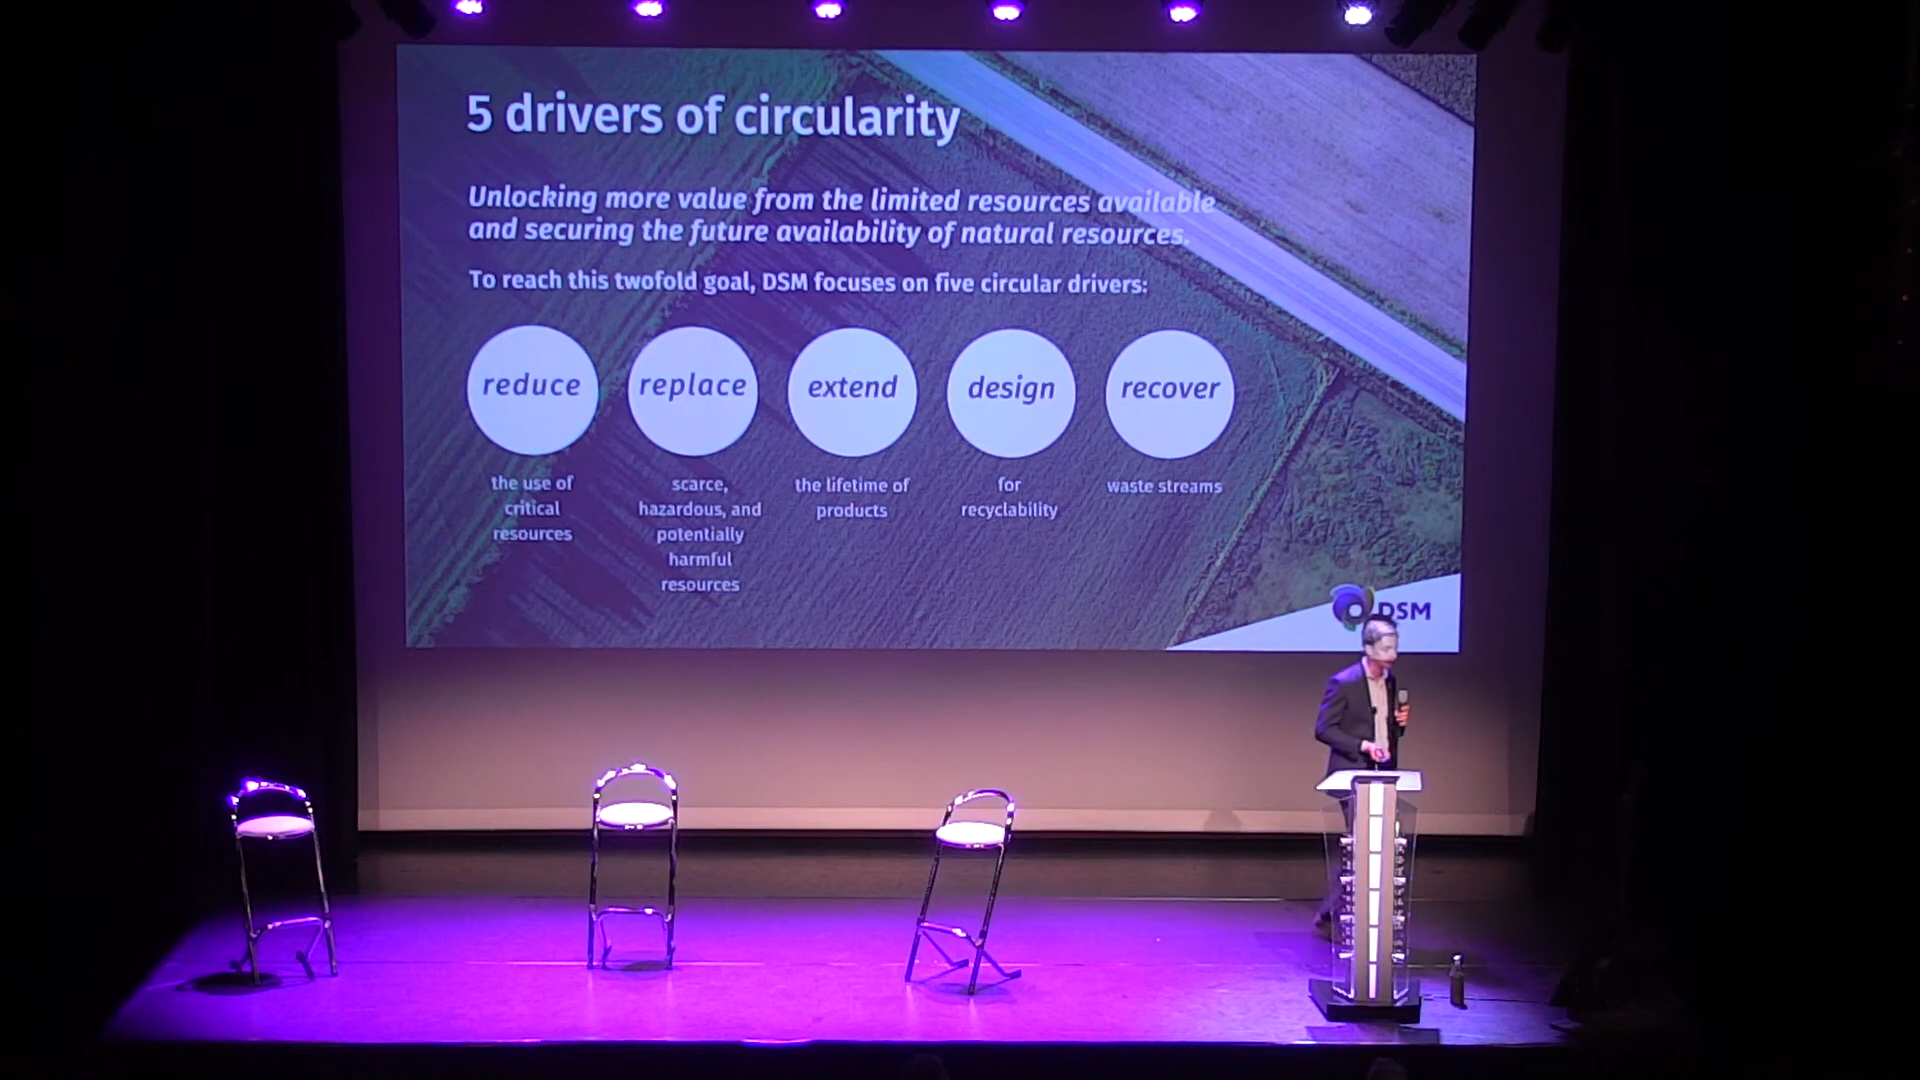 5 drivers of circularity
Unlocking more value from the limited resources available
and securing the future availability of natural resources.
To reach this twofold goal, DSM focuses on five circular drivers:
reduce
the use of
critical
resources
replace
scarce,
hazardous, and
potentially
harmful
resources
extend
the lifetime of
products
design
for
recyclability
recover
waste streams
DSM